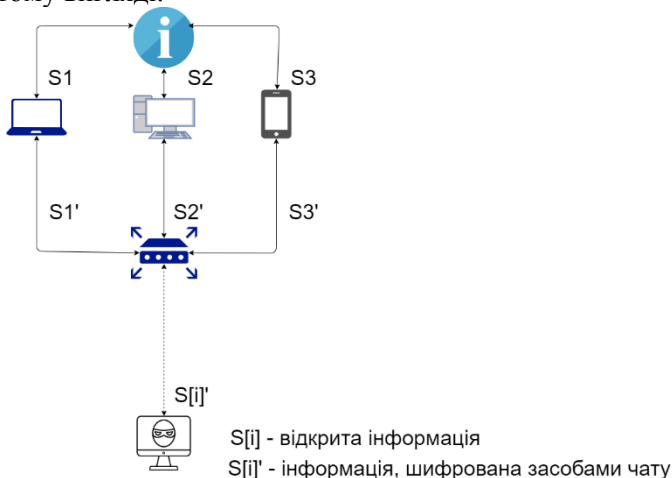 S1
S2
S3
S1'
S2'
S3'
S[i]'
S[i] - відкрита інформація
S[i]' - інформація, шифрована засобами чату